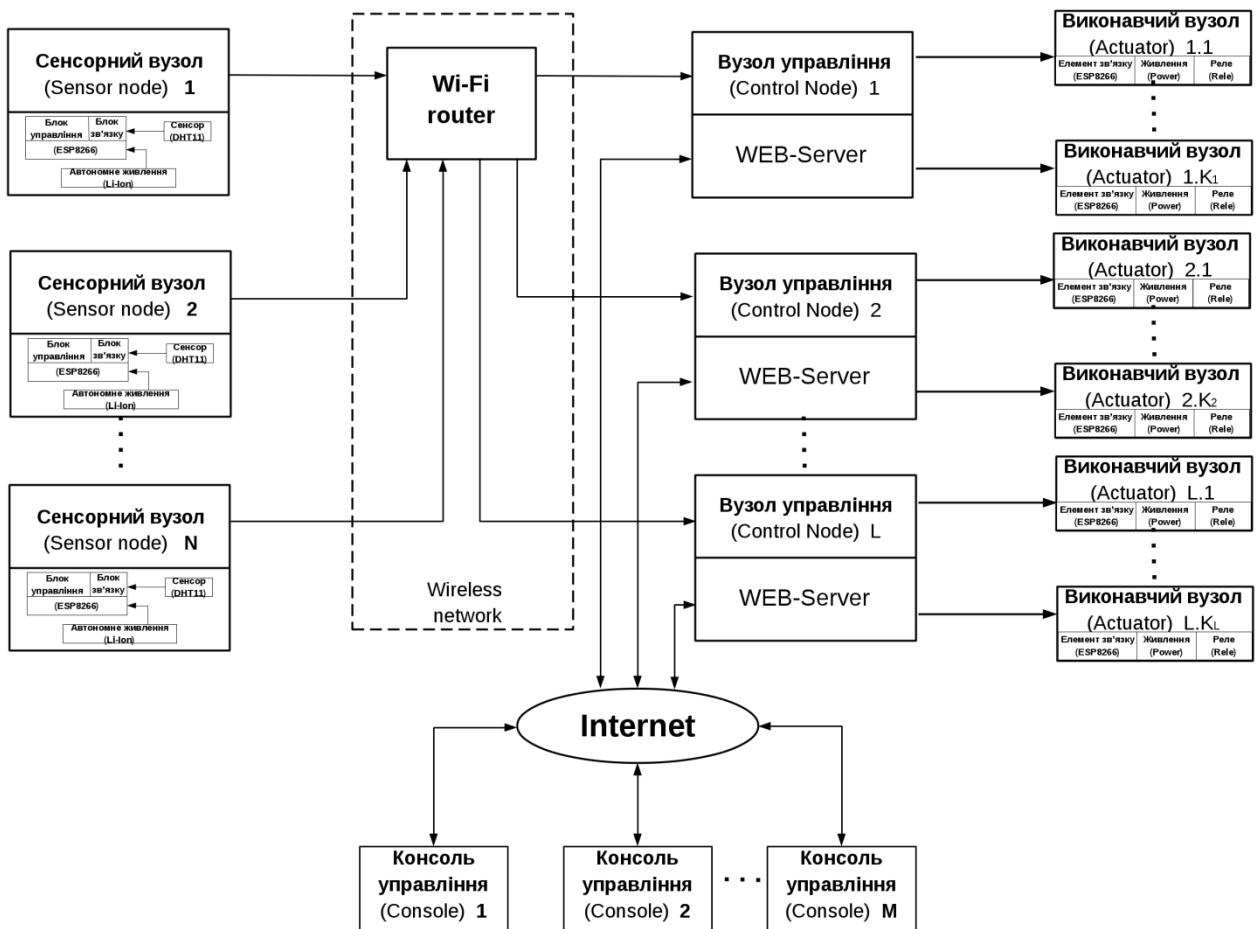 Сенсорний вузол
(Sensor node) 1
Блок
управління
Блок
зв'язку
(ESP8266)
Сенсор
(DHT11)
Автономне живлення
(Li-Ion)
Сенсорний вузол
(Sensor node) 2
Блок
управління
Блок
зв'язку
(ESP8266)
Сенсор
(DHT11)
Автономне живлення
(Li-Ion)
Сенсорний вузол
(Sensor node) N
Блок
управління
Блок
зв'язку
(ESP8266)
Сенсор
(DHT11)
Автономне живлення
(Li-Ion)
Wi-Fi
router
Wireless
network
Вузол управління
(Control Node) 1
WEB-Server
Вузол управління
(Control Node) 2
WEB-Server
Вузол управління
(Control Node) L
WEB-Server
Виконавчий вузол
(Actuator) 1.1
Елемент зв'язку
(ESP8266)
Живлення
(Power)
Реле
(Rele)
Виконавчий вузол
(Actuator) 1.K₁
Елемент зв'язку
(ESP8266)
Живлення
(Power)
Реле
(Rele)
Виконавчий вузол
(Actuator) 2.1
Елемент зв'язку
(ESP8266)
Живлення
(Power)
Реле
(Rele)
Виконавчий вузол
(Actuator) 2.K₂
Елемент зв'язку
(ESP8266)
Живлення
(Power)
Реле
(Rele)
Виконавчий вузол
(Actuator) L.1
Елемент зв'язку
(ESP8266)
Живлення
(Power)
Реле
(Rele)
Виконавчий вузол
(Actuator) L.KL
Елемент зв'язку
(ESP8266)
Живлення
(Power)
Реле
(Rele)
Internet
Консоль
управління
(Console) 1
Консоль
управління
(Console) 2
Консоль
управління
(Console) M